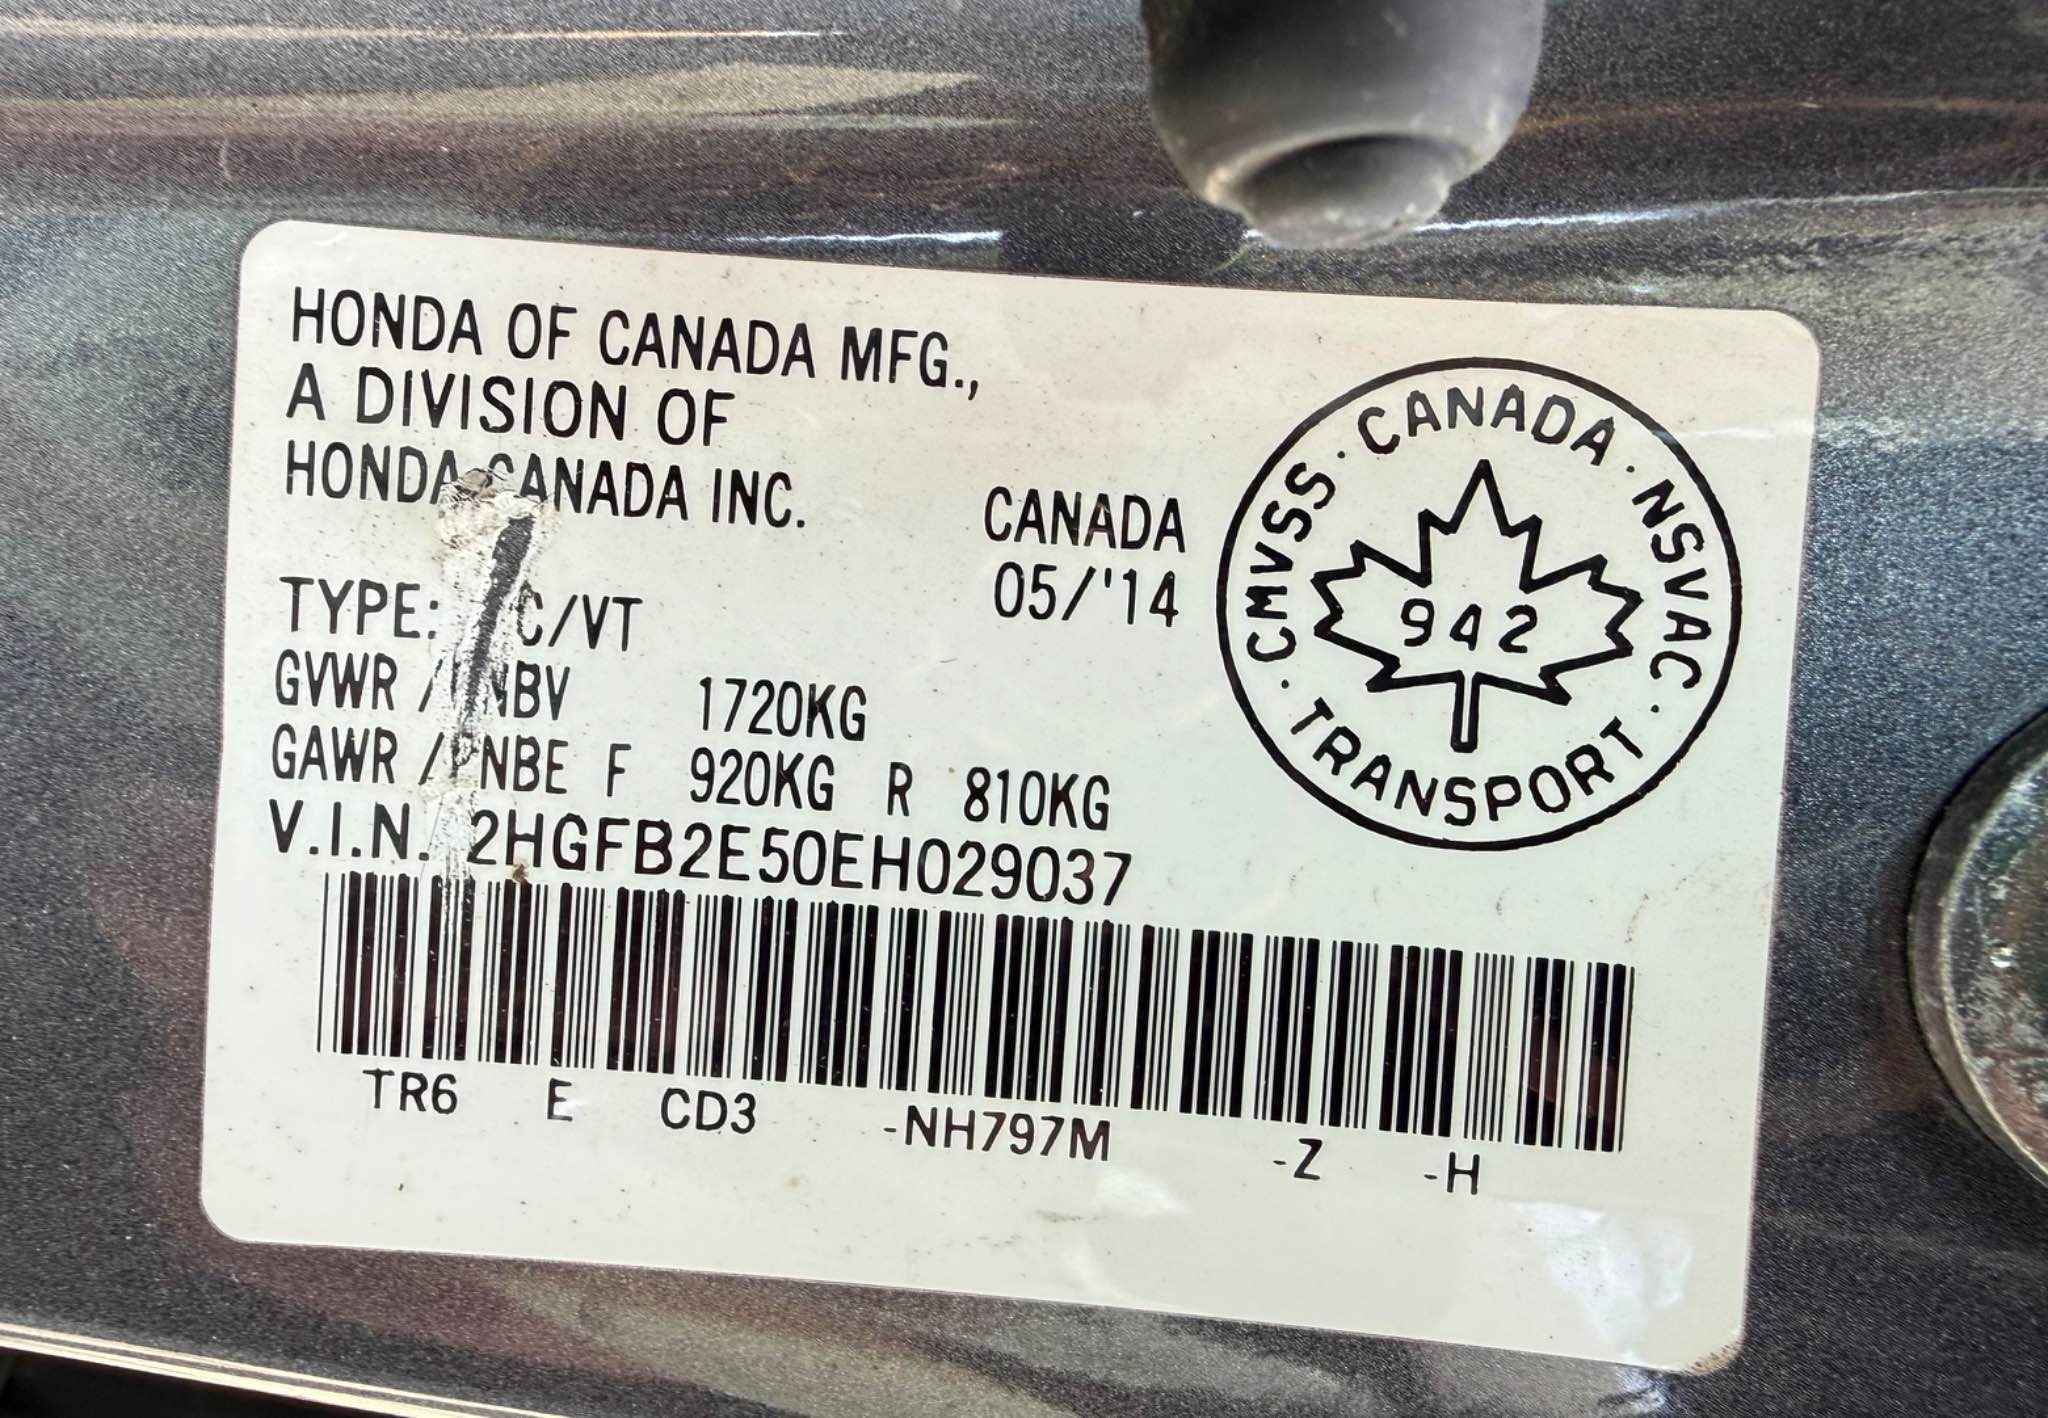 HONDA OF CANADA MFG.,
A DIVISION OF
HONDA CANADA INC.
CANADA
05/'14
TYPE: C/VT
GVWR / NBV 1720KG
GAWR / PNBE F 920KG R 810KG
V.I.N. 2HGFB2E50EH029037
TR6 E CD3 -NH797M -Z -H
CMVSS · CANADA · NSVAC · TRANSPORT ·
942